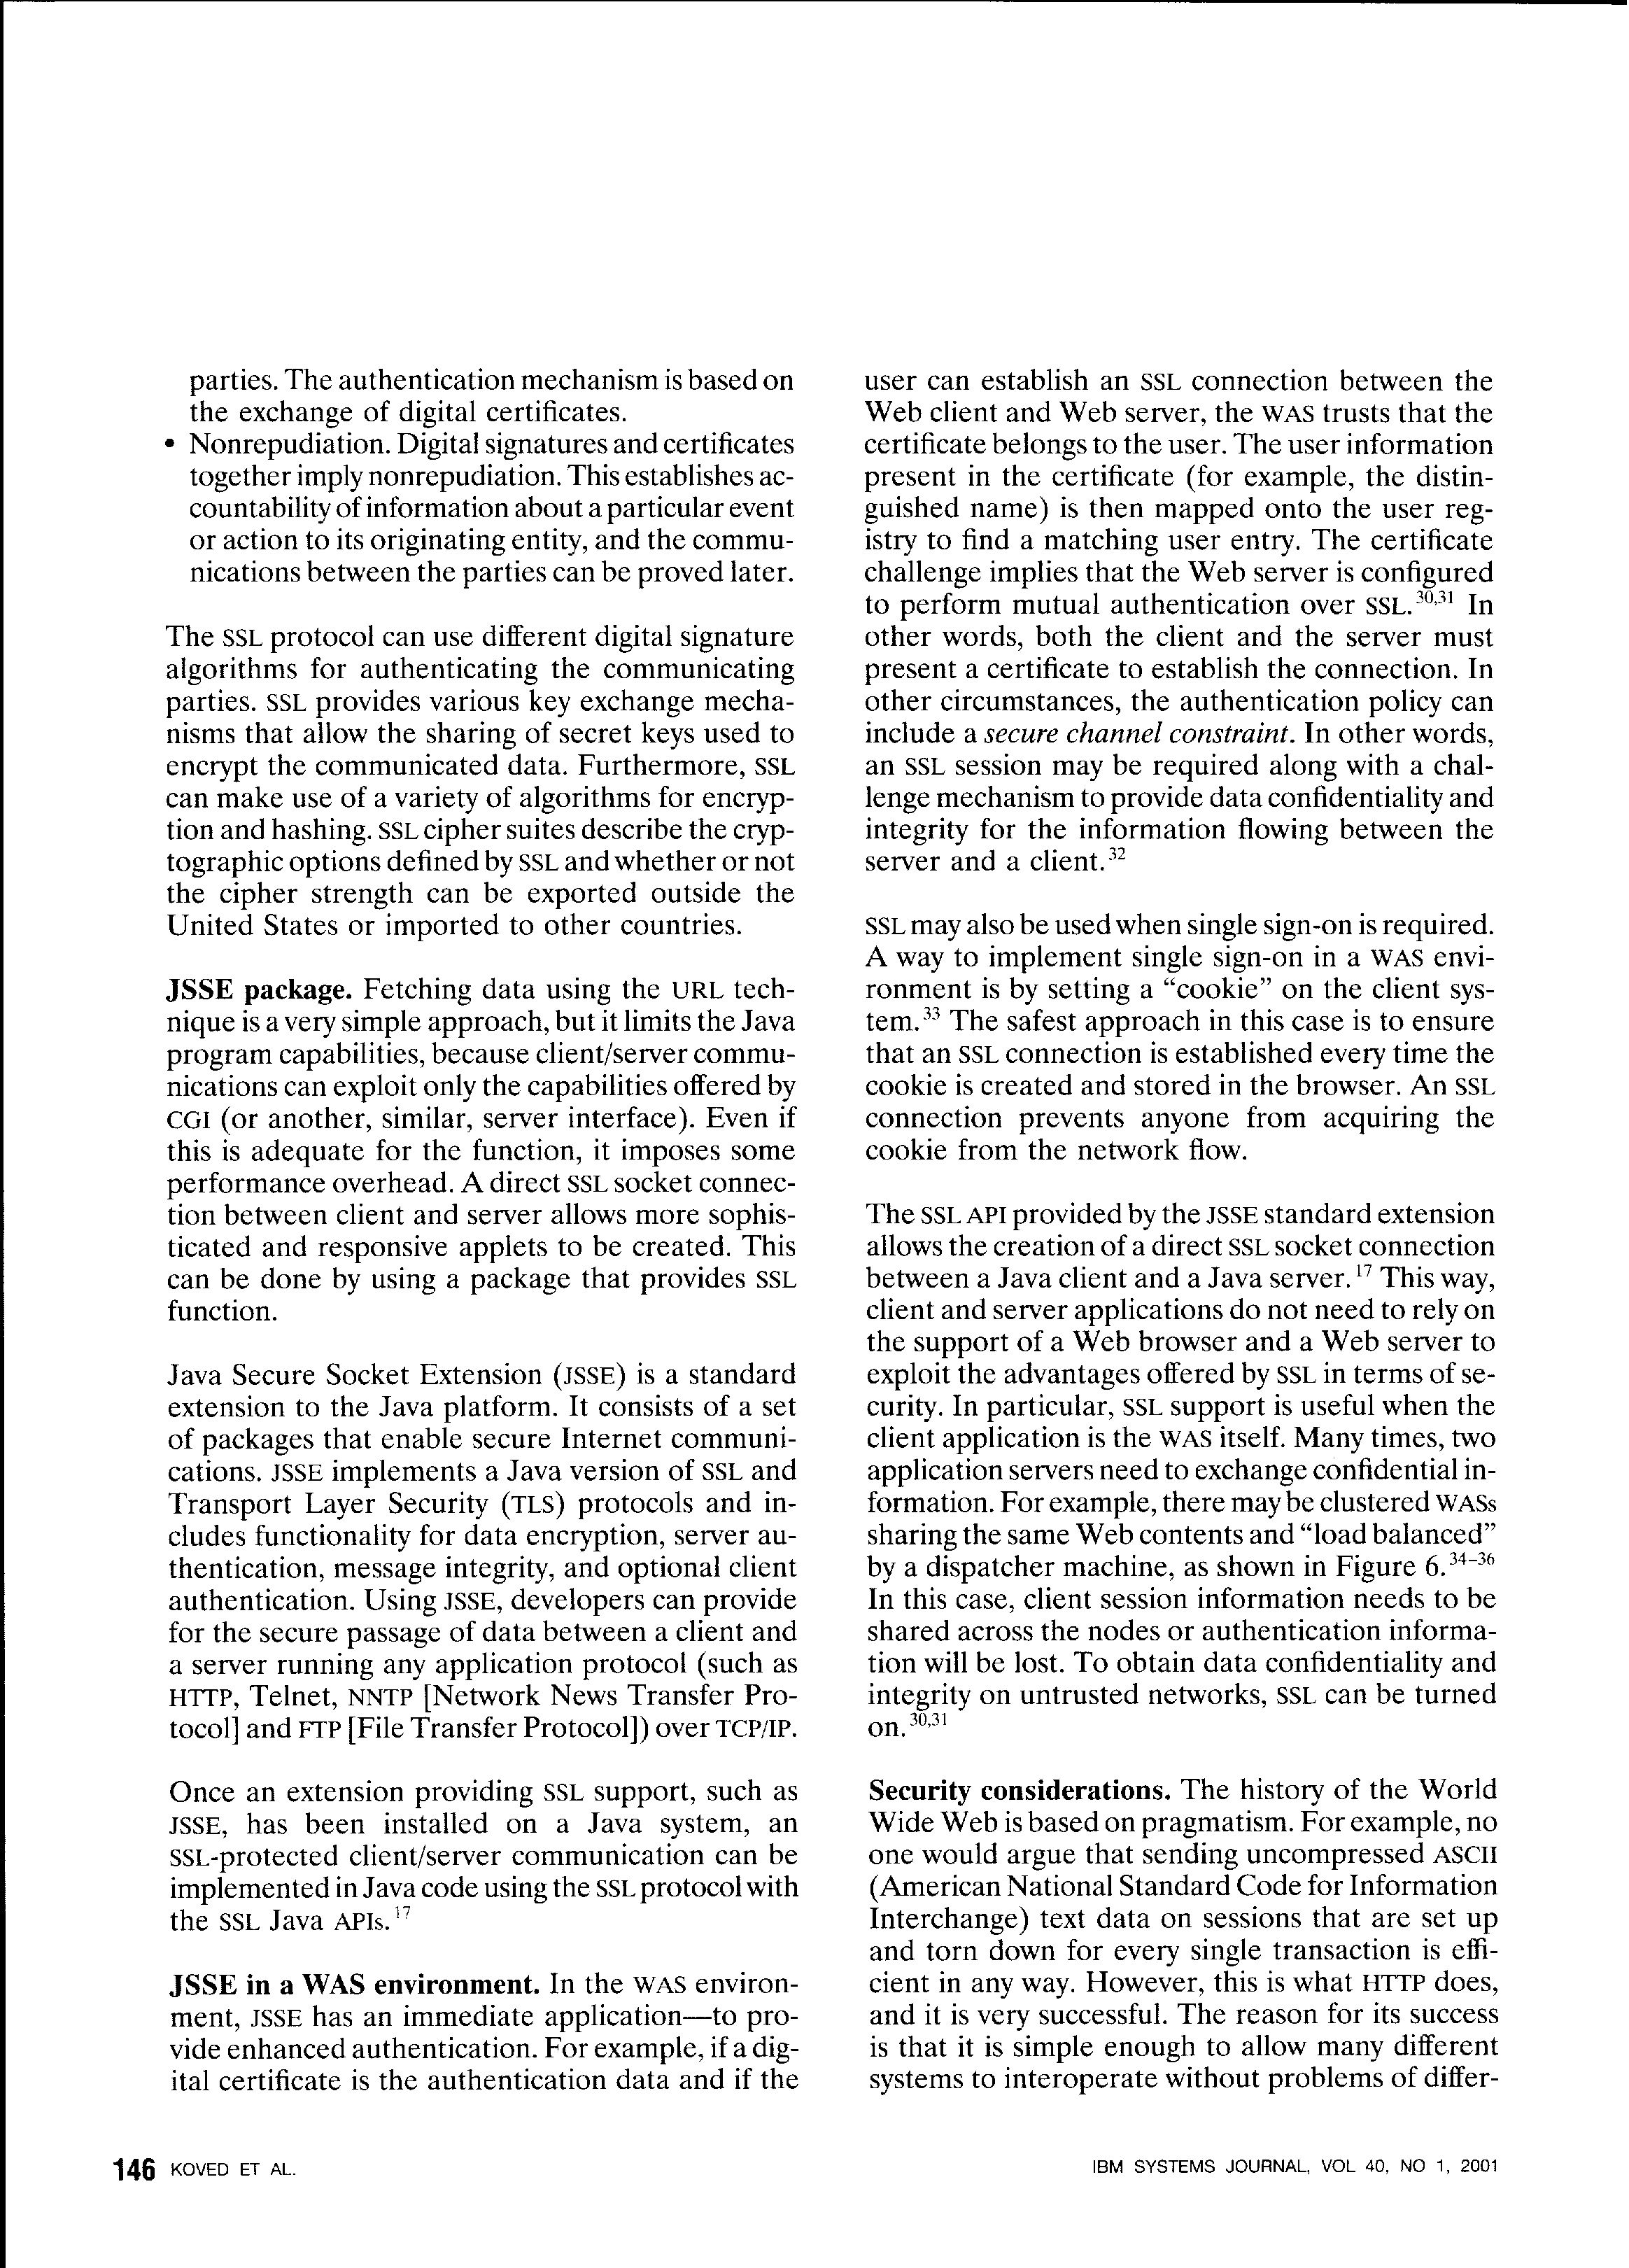 parties. The authentication mechanism is based on
the exchange of digital certificates.
• Nonrepudiation. Digital signatures and certificates
together imply nonrepudiation. This establishes ac-
countability of information about a particular event
or action to its originating entity, and the commu-
nications between the parties can be proved later.
The SSL protocol can use different digital signature
algorithms for authenticating the communicating
parties. SSL provides various key exchange mecha-
nisms that allow the sharing of secret keys used to
encrypt the communicated data. Furthermore, SSL
can make use of a variety of algorithms for encryp-
tion and hashing. SSL cipher suites describe the cryp-
tographic options defined by SSL and whether or not
the cipher strength can be exported outside the
United States or imported to other countries.
JSSE package. Fetching data using the URL tech-
nique is a very simple approach, but it limits the Java
program capabilities, because client/server commu-
nications can exploit only the capabilities offered by
CGI (or another, similar, server interface). Even if
this is adequate for the function, it imposes some
performance overhead. A direct SSL socket connec-
tion between client and server allows more sophis-
ticated and responsive applets to be created. This
can be done by using a package that provides SSL
function.
Java Secure Socket Extension (JSSE) is a standard
extension to the Java platform. It consists of a set
of packages that enable secure Internet communi-
cations. JSSE implements a Java version of SSL and
Transport Layer Security (TLS) protocols and in-
cludes functionality for data encryption, server au-
thentication, message integrity, and optional client
authentication. Using JSSE, developers can provide
for the secure passage of data between a client and
a server running any application protocol (such as
HTTP, Telnet, NNTP [Network News Transfer Pro-
tocol] and FTP [File Transfer Protocol]) over TCP/IP.
Once an extension providing SSL support, such as
JSSE, has been installed on a Java system, an
SSL-protected client/server communication can be
implemented in Java code using the SSL protocol with
the SSL Java APIs.17
JSSE in a WAS environment. In the WAS environ-
ment, JSSE has an immediate application—to pro-
vide enhanced authentication. For example, if a dig-
ital certificate is the authentication data and if the
user can establish an SSL connection between the
Web client and Web server, the WAS trusts that the
certificate belongs to the user. The user information
present in the certificate (for example, the distin-
guished name) is then mapped onto the user reg-
istry to find a matching user entry. The certificate
challenge implies that the Web server is configured
to perform mutual authentication over SSL.30,31 In
other words, both the client and the server must
present a certificate to establish the connection. In
other circumstances, the authentication policy can
include a secure channel constraint. In other words,
an SSL session may be required along with a chal-
lenge mechanism to provide data confidentiality and
integrity for the information flowing between the
server and a client.32
SSL may also be used when single sign-on is required.
A way to implement single sign-on in a WAS envi-
ronment is by setting a “cookie” on the client sys-
tem.33 The safest approach in this case is to ensure
that an SSL connection is established every time the
cookie is created and stored in the browser. An SSL
connection prevents anyone from acquiring the
cookie from the network flow.
The SSL API provided by the JSSE standard extension
allows the creation of a direct SSL socket connection
between a Java client and a Java server.17 This way,
client and server applications do not need to rely on
the support of a Web browser and a Web server to
exploit the advantages offered by SSL in terms of se-
curity. In particular, SSL support is useful when the
client application is the WAS itself. Many times, two
application servers need to exchange confidential in-
formation. For example, there may be clustered WASs
sharing the same Web contents and “load balanced”
by a dispatcher machine, as shown in Figure 6.34–36
In this case, client session information needs to be
shared across the nodes or authentication informa-
tion will be lost. To obtain data confidentiality and
integrity on untrusted networks, SSL can be turned
on.30,31
Security considerations. The history of the World
Wide Web is based on pragmatism. For example, no
one would argue that sending uncompressed ASCII
(American National Standard Code for Information
Interchange) text data on sessions that are set up
and torn down for every single transaction is effi-
cient in any way. However, this is what HTTP does,
and it is very successful. The reason for its success
is that it is simple enough to allow many different
systems to interoperate without problems of differ-
146 KOVED ET AL.
IBM SYSTEMS JOURNAL, VOL 40, NO 1, 2001